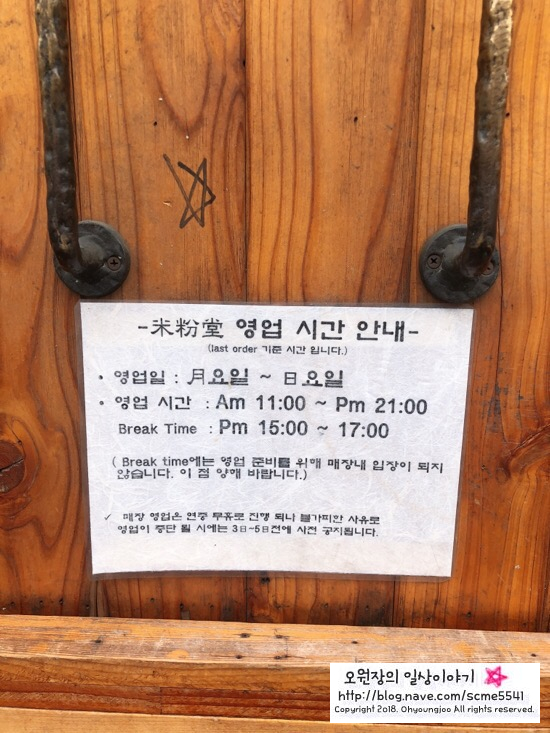 -米粉堂 영업 시간 안내-
(last order 기준 시간 입니다.)
• 영업일 : 月요일 ~ 日요일
• 영업 시간 : Am 11:00 ~ Pm 21:00
Break Time : Pm 15:00 ~ 17:00
( Break time에는 영업 준비를 위해 매장내 입장이 되지
않습니다. 이 점 양해 바랍니다.)
✓ 매장 영업은 연중 무휴로 진행 되나 불가피한 사유로
영업이 중단 될 시에는 3日-5日전에 사전 공지됩니다.
오원장의 일상이야기
http://blog.nave.com/scme5541
Copyright 2018. Ohyoungjoo All rights reserved.